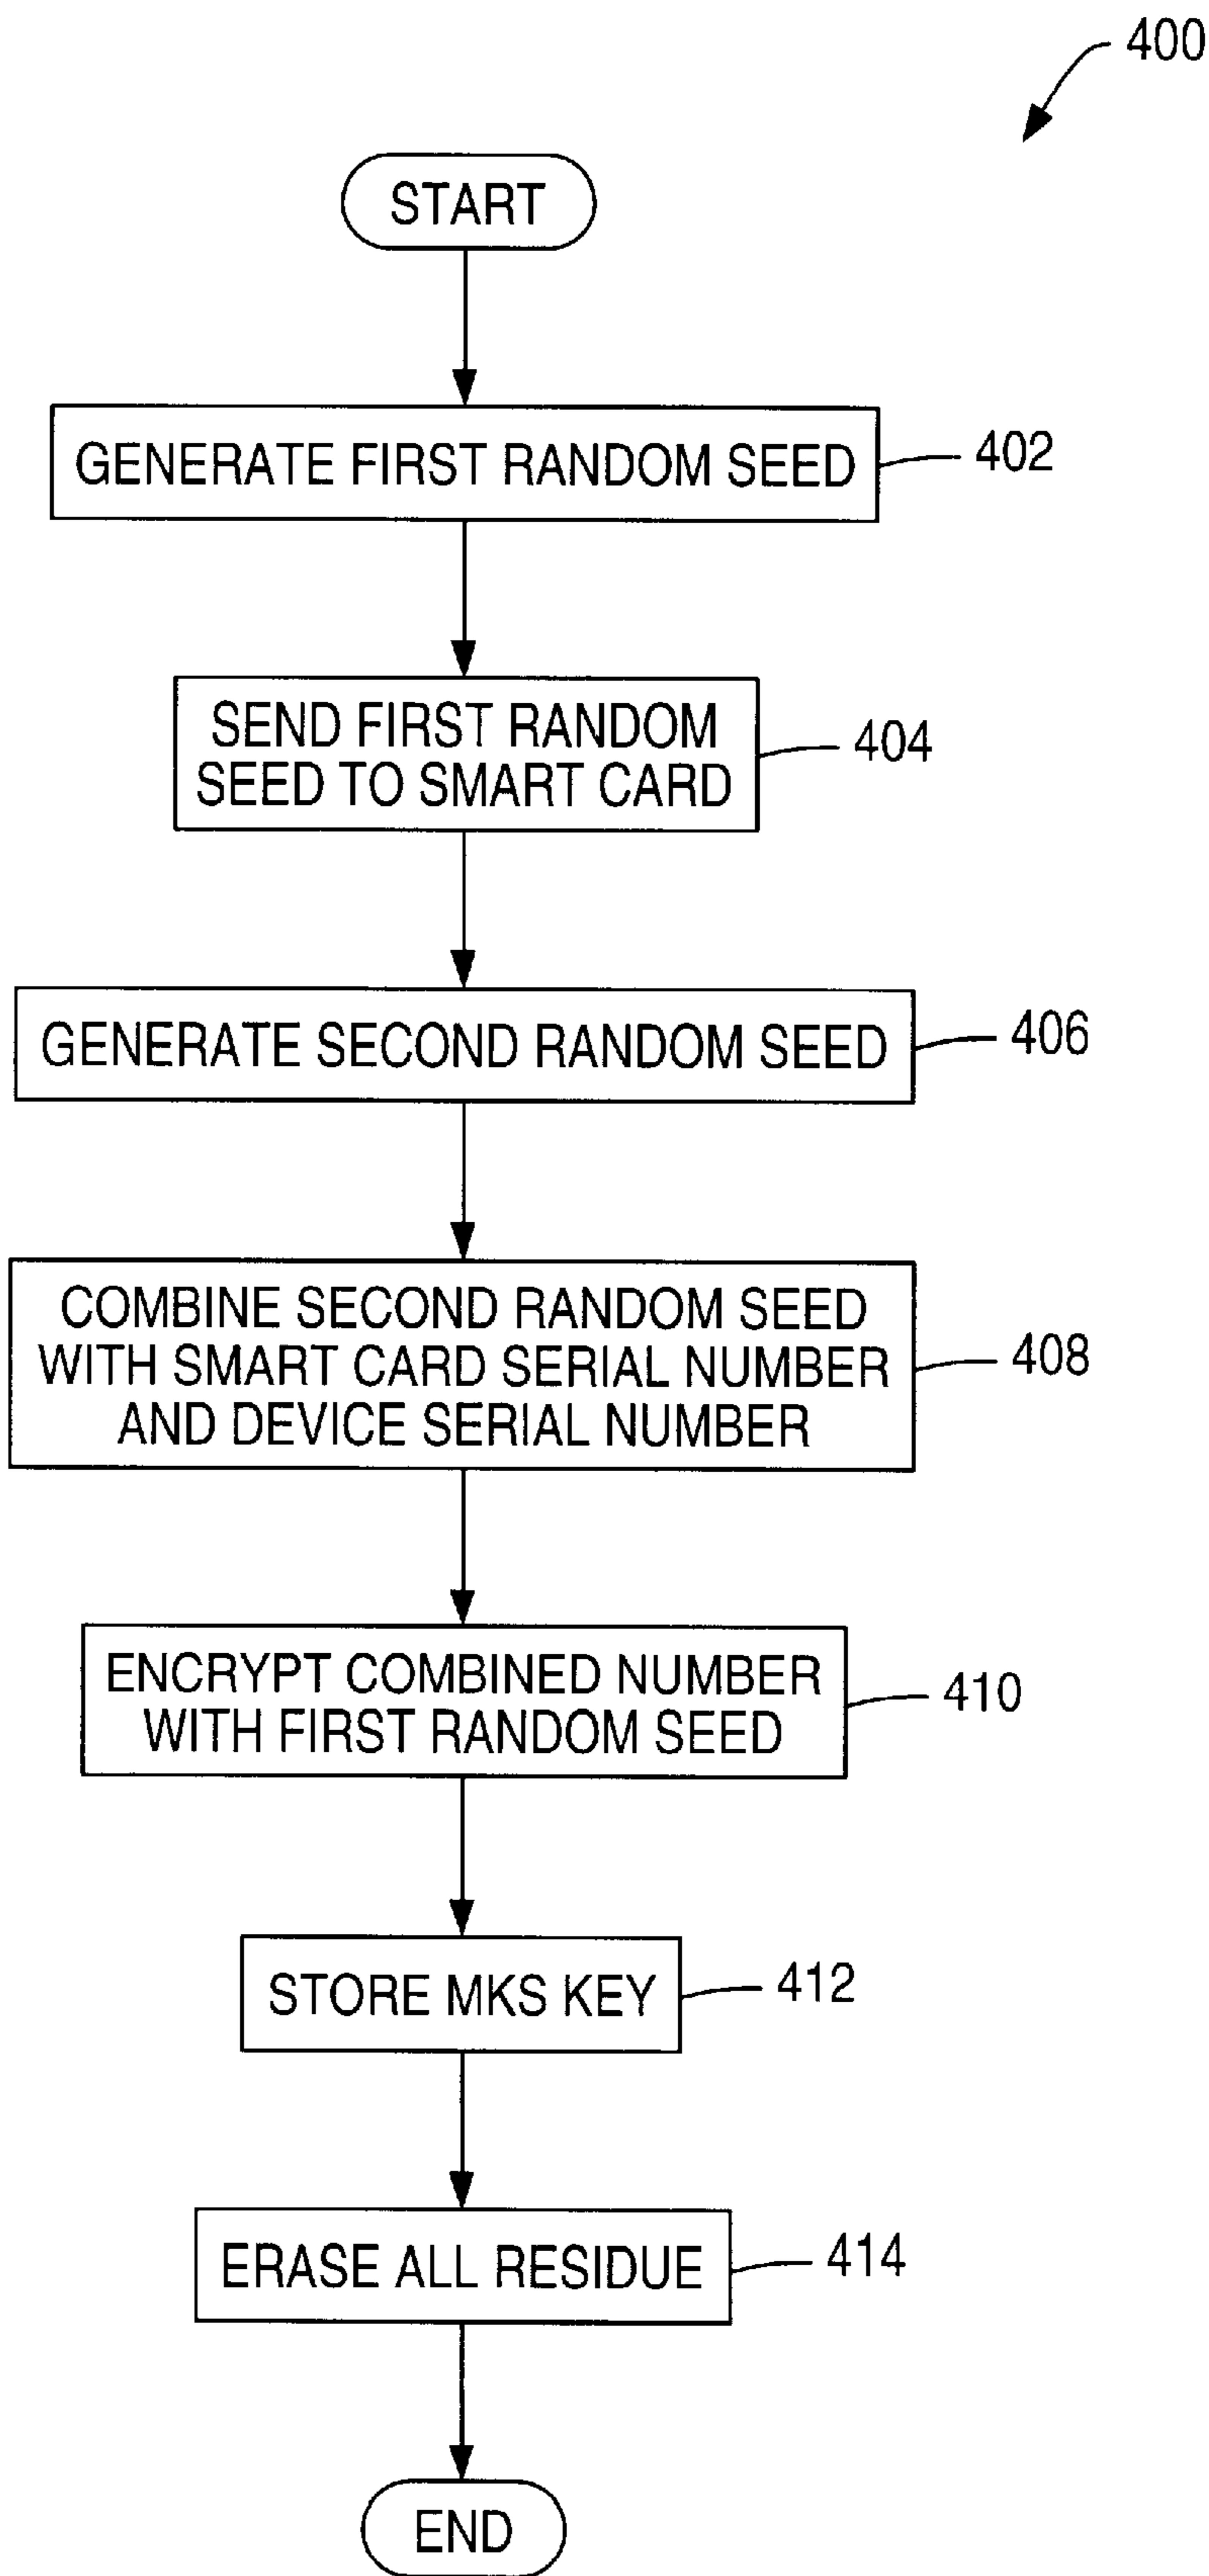 400
START
GENERATE FIRST RANDOM SEED
402
SEND FIRST RANDOM
SEED TO SMART CARD
404
GENERATE SECOND RANDOM SEED
406
COMBINE SECOND RANDOM SEED
WITH SMART CARD SERIAL NUMBER
AND DEVICE SERIAL NUMBER
408
ENCRYPT COMBINED NUMBER
WITH FIRST RANDOM SEED
410
STORE MKS KEY
412
ERASE ALL RESIDUE
414
END